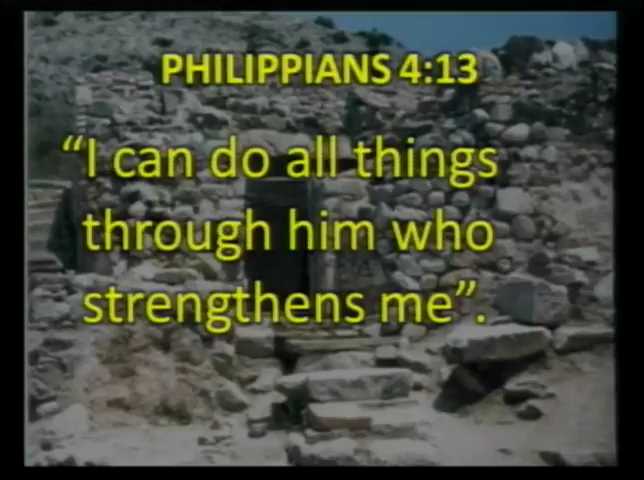 PHILIPPIANS 4:13
“I can do all things
through him who
strengthens me”.